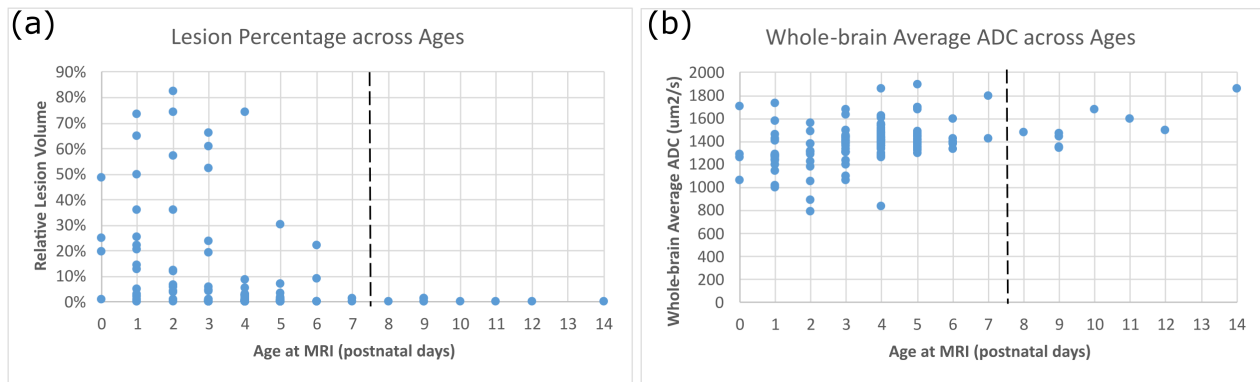 (a)
Lesion Percentage across Ages
Relative Lesion Volume
90%
80%
70%
60%
50%
40%
30%
20%
10%
0%
0 1 2 3 4 5 6 7 8 9 10 11 12 13 14
Age at MRI (postnatal days)
(b)
Whole-brain Average ADC across Ages
Whole-brain Average ADC (um2/s)
2000
1800
1600
1400
1200
1000
800
600
400
200
0
0 1 2 3 4 5 6 7 8 9 10 11 12 13 14
Age at MRI (postnatal days)